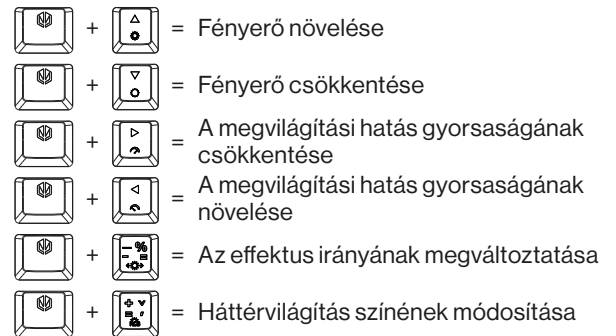 + = Fényerő növelése
+ = Fényerő csökkentése
+ = A megvilágítási hatás gyorsaságának
csökkentése
+ = A megvilágítási hatás gyorsaságának
növelése
+ = Az effektus irányának megváltoztatása
+ = Háttérvilágítás színének módosítása